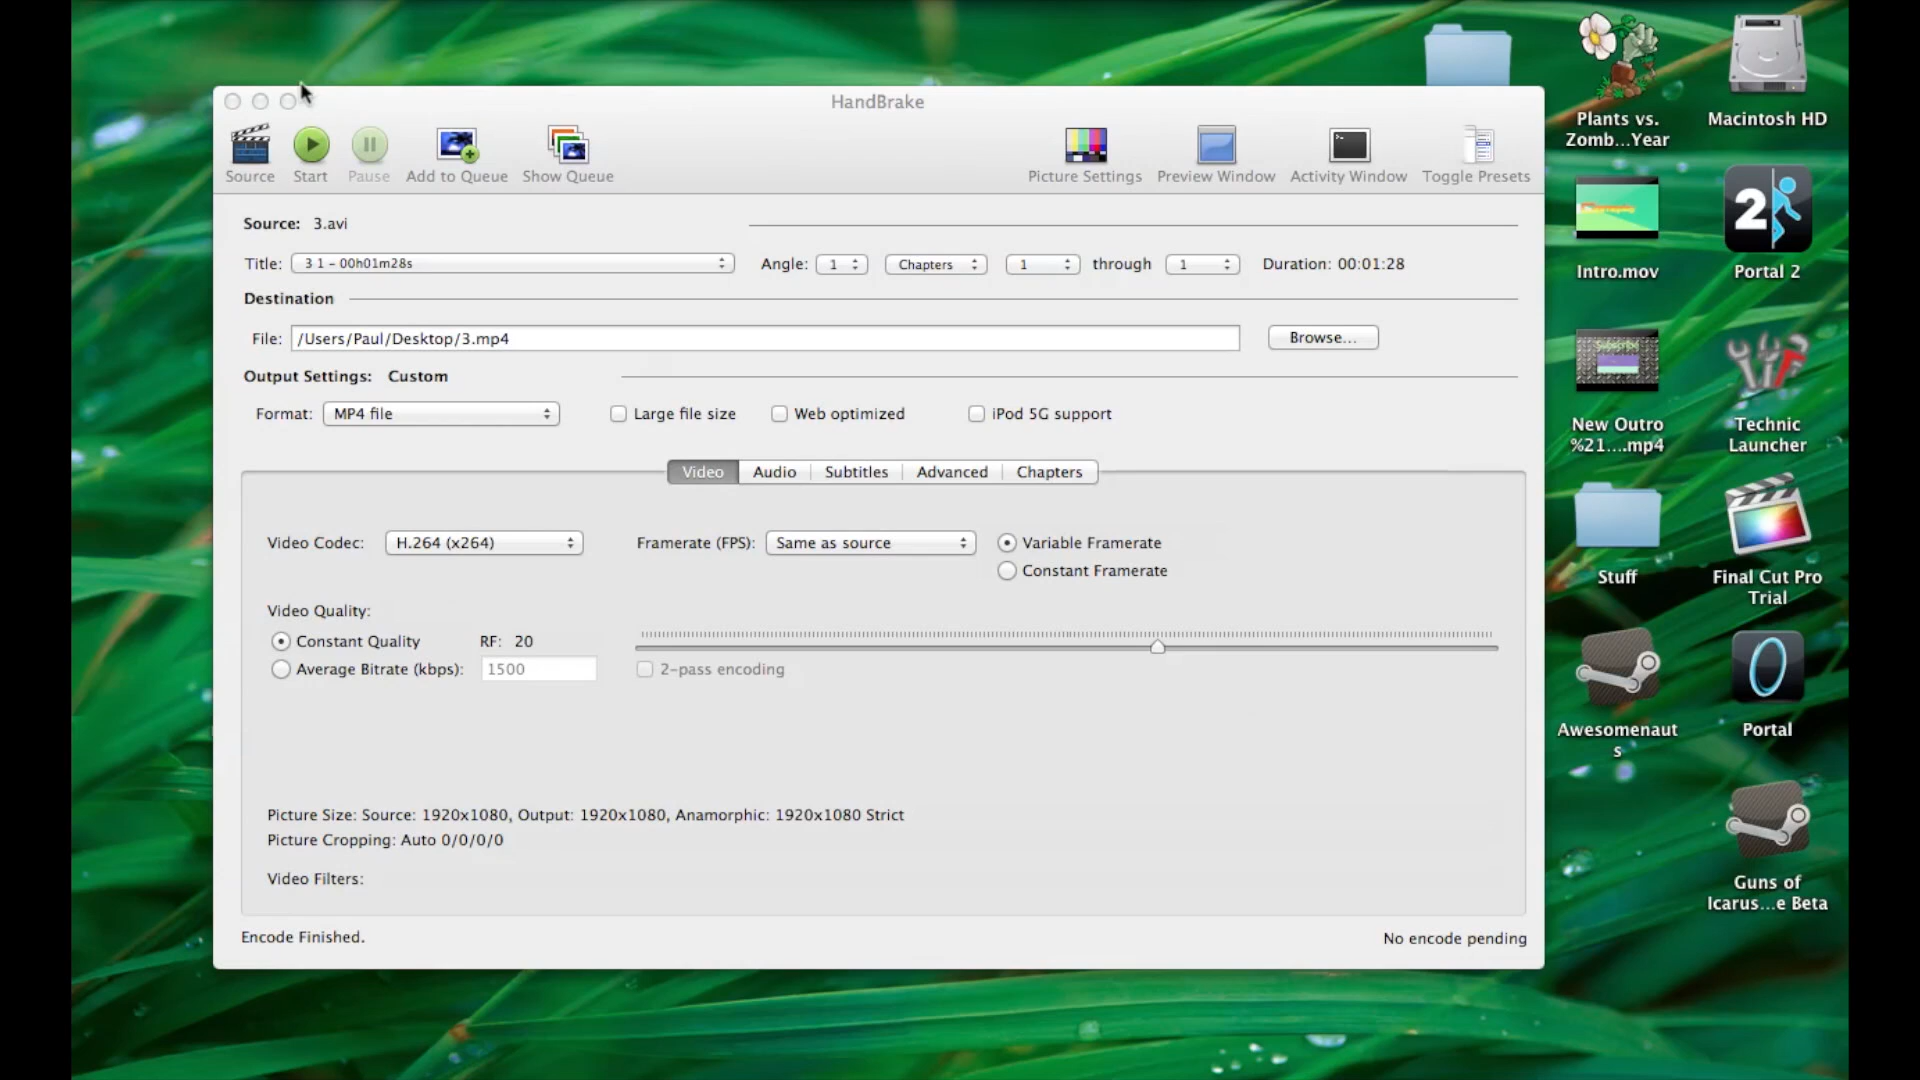 HandBrake
Source Start Pause Add to Queue Show Queue Picture Settings Preview Window Activity Window Toggle Presets
Source: 3.avi
Title: 3 1 – 00h01m28s Angle: 1 Chapters 1 through 1 Duration: 00:01:28
Destination
File: /Users/Paul/Desktop/3.mp4 Browse...
Output Settings: Custom
Format: MP4 file Large file size Web optimized iPod 5G support
Video Audio Subtitles Advanced Chapters
Video Codec: H.264 (x264) Framerate (FPS): Same as source Variable Framerate
Constant Framerate
Video Quality:
Constant Quality RF: 20
Average Bitrate (kbps): 1500 2-pass encoding
Picture Size: Source: 1920x1080, Output: 1920x1080, Anamorphic: 1920x1080 Strict
Picture Cropping: Auto 0/0/0/0
Video Filters:
Encode Finished. No encode pending
Plants vs.
Zomb...Year
Macintosh HD
Intro.mov
2
Portal 2
Subscribe
New Outro
%21....mp4
Technic
Launcher
Stuff
Final Cut Pro
Trial
Awesomenaut
s
Portal
Guns of
Icarus...e Beta